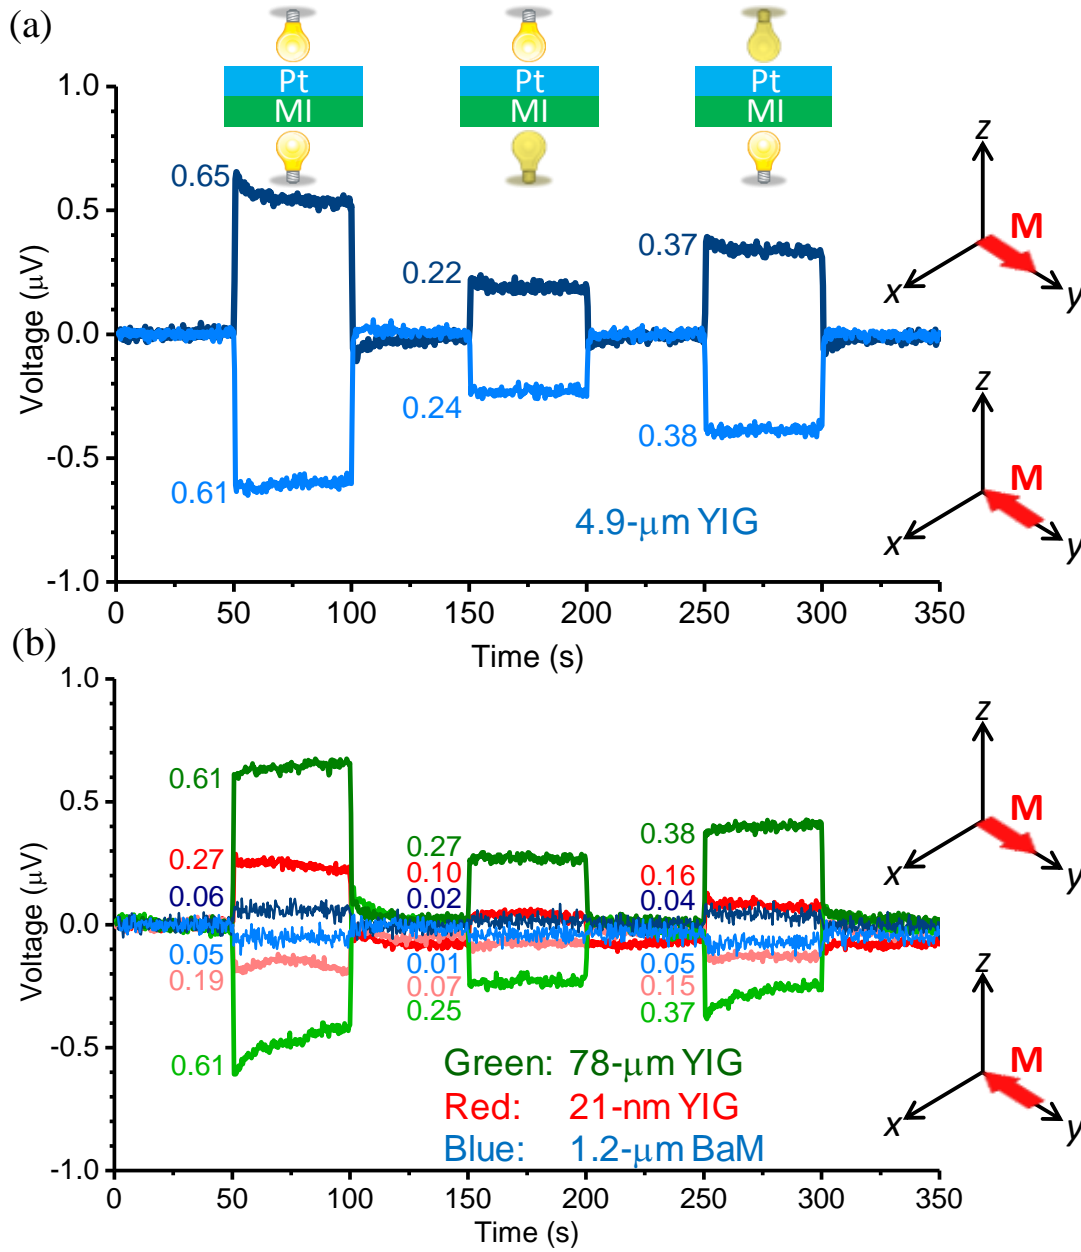 (a)
Pt
MI
Pt
MI
Pt
MI
1.0
0.5
0.0
-0.5
-1.0
Voltage (μV)
0.65
0.22
0.37
0.61
0.24
0.38
4.9-μm YIG
z
M
x
y
z
M
x
y
0 50 100 150 200 250 300 350
Time (s)
(b)
1.0
0.5
0.0
-0.5
-1.0
Voltage (μV)
0.61
0.27
0.06
0.05
0.19
0.61
0.27
0.10
0.02
0.01
0.07
0.25
0.38
0.16
0.04
0.05
0.15
0.37
Green: 78-μm YIG
Red: 21-nm YIG
Blue: 1.2-μm BaM
z
M
x
y
z
M
x
y
0 50 100 150 200 250 300 350
Time (s)